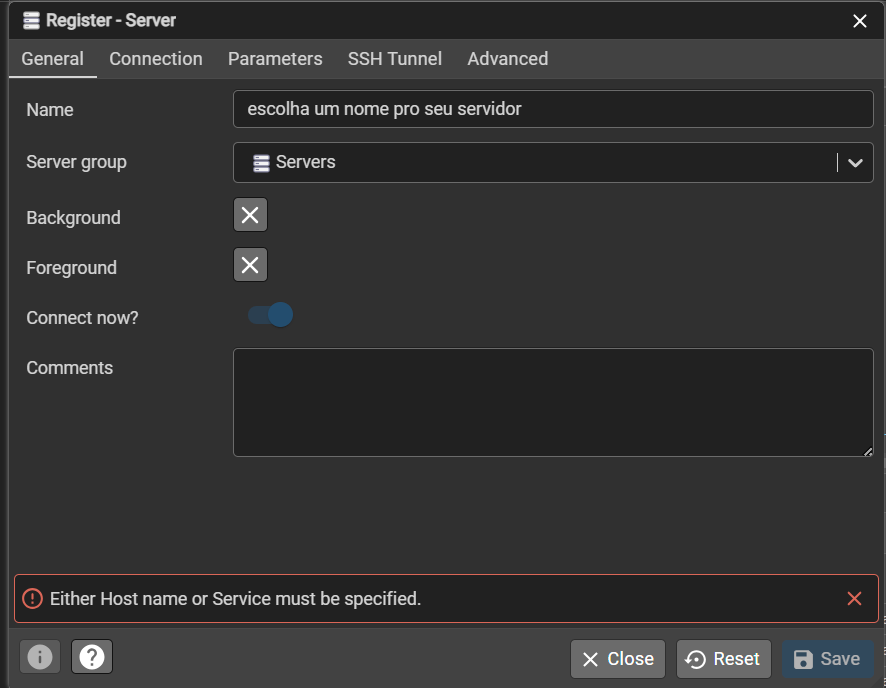 Register - Server
General Connection Parameters SSH Tunnel Advanced
Name escolha um nome pro seu servidor
Server group Servers
Background
Foreground
Connect now?
Comments
Either Host name or Service must be specified.
Close Reset Save